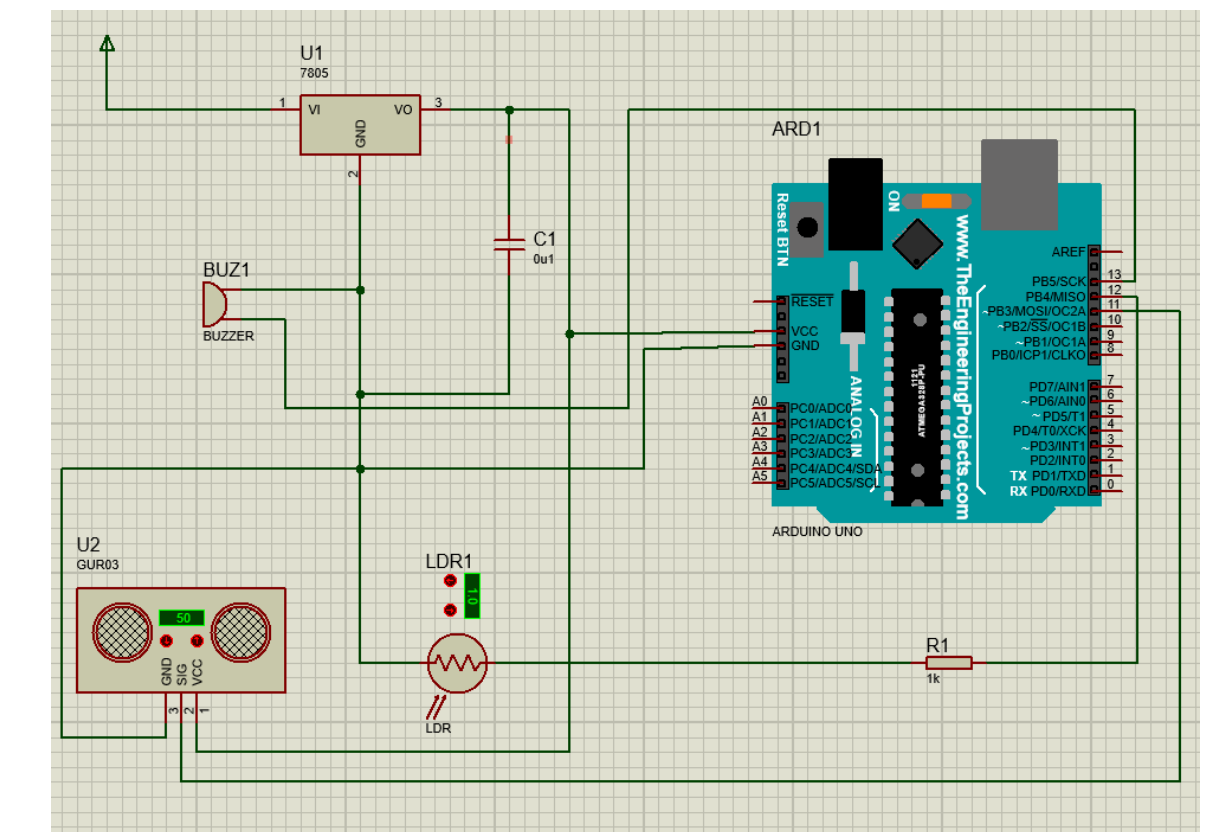 U1
7805
1
VI
VO
3
GND
2
C1
0u1
BUZ1
BUZZER
ARD1
Reset BTN
ON
www.TheEngineeringProjects.com
AREF
PB5/SCK
13
PB4/MISO
12
~PB3/MOSI/OC2A
11
~PB2/SS/OC1B
10
~PB1/OC1A
9
PB0/ICP1/CLKO
8
RESET
VCC
GND
ANALOG IN
ATMEGA328P-PU
1121
A0
PC0/ADC0
A1
PC1/ADC1
A2
PC2/ADC2
A3
PC3/ADC3
A4
PC4/ADC4/SDA
A5
PC5/ADC5/SCL
PD7/AIN1
7
~PD6/AIN0
6
~PD5/T1
5
PD4/T0/XCK
4
~PD3/INT1
3
PD2/INT0
2
TX PD1/TXD
1
RX PD0/RXD
0
ARDUINO UNO
U2
GUR03
50
GND
SIG
VCC
3
2
1
LDR1
1.0
LDR
R1
1k